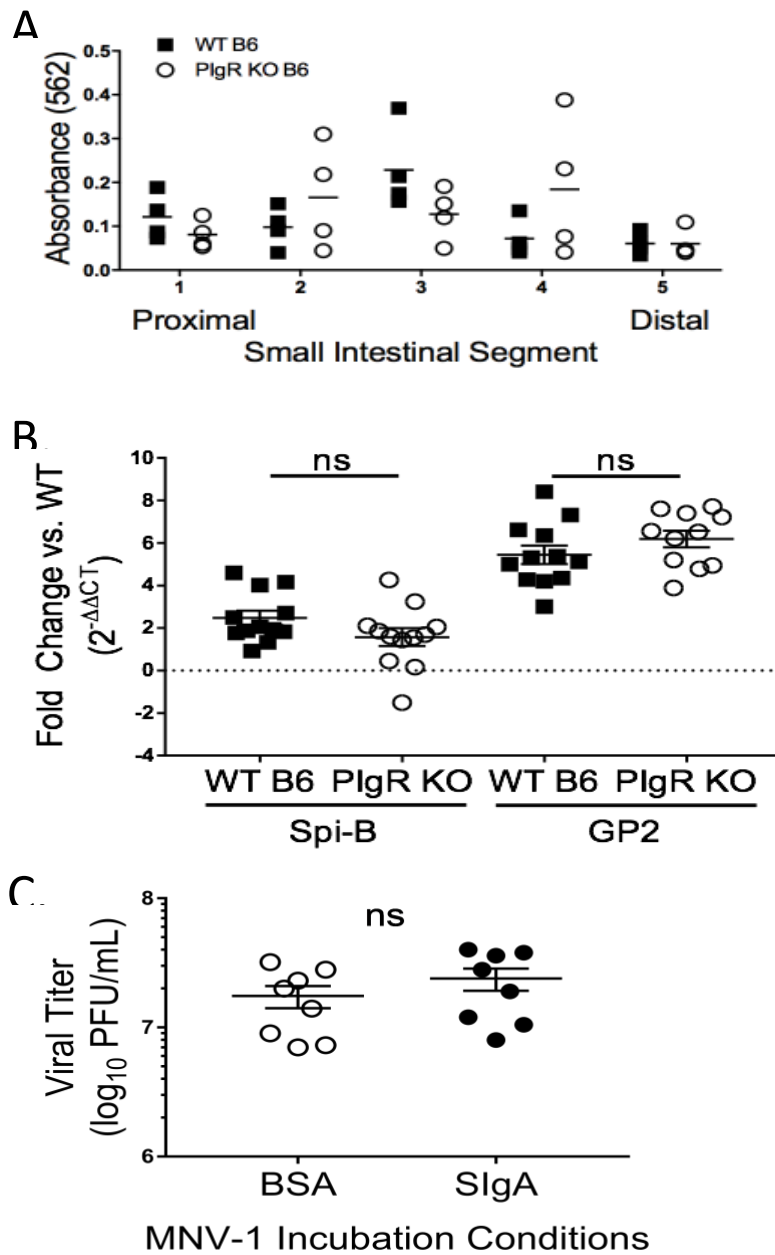 A
WT B6
PIgR KO B6
Absorbance (562)
0.5
0.4
0.3
0.2
0.1
0.0
1 2 3 4 5
Proximal Distal
Small Intestinal Segment
B.
Fold Change vs. WT
(2-ΔΔCT)
10
8
6
4
2
0
-2
-4
ns ns
WT B6 PIgR KO WT B6 PIgR KO
Spi-B GP2
C.
Viral Titer
(log10 PFU/mL)
8
7
6
ns
BSA SIgA
MNV-1 Incubation Conditions